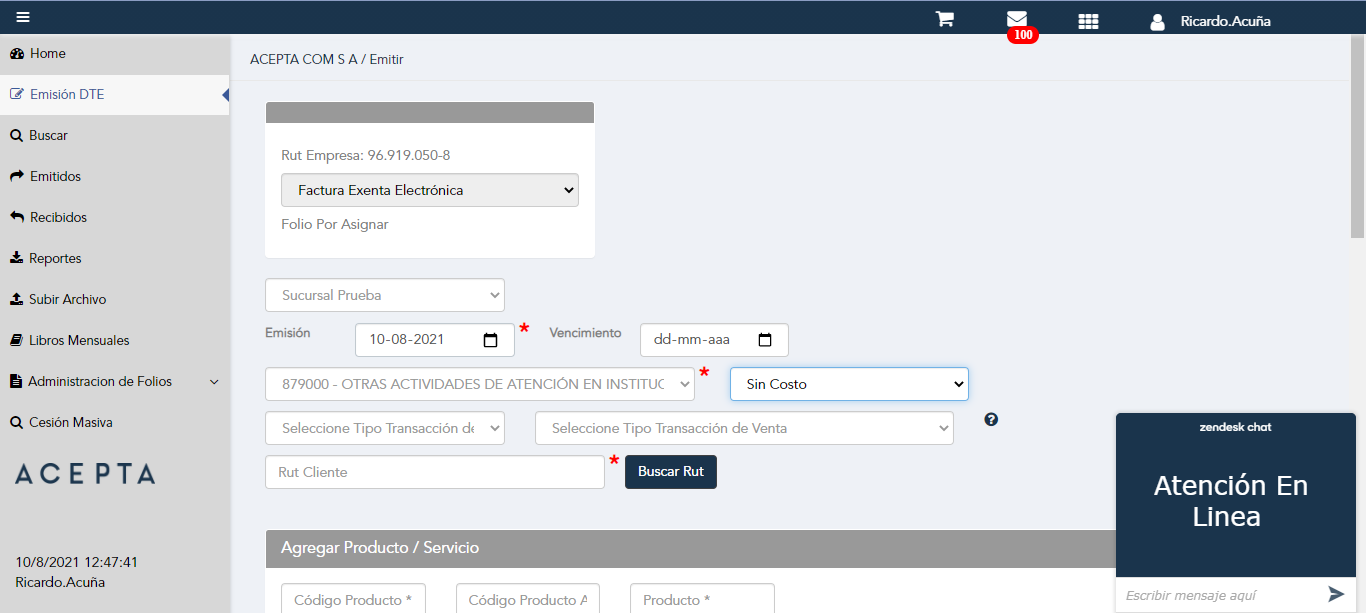 Ricardo.Acuña
100
Home
Emisión DTE
Buscar
Emitidos
Recibidos
Reportes
Subir Archivo
Libros Mensuales
Administracion de Folios
Cesión Masiva
ACEPTA
10/8/2021 12:47:41
Ricardo.Acuña
ACEPTA COM S A / Emitir
Rut Empresa: 96.919.050-8
Factura Exenta Electrónica
Folio Por Asignar
Sucursal Prueba
Emisión 10-08-2021 * Vencimiento dd-mm-aaa
879000 - OTRAS ACTIVIDADES DE ATENCIÓN EN INSTITUC * Sin Costo
Seleccione Tipo Transacción de Seleccione Tipo Transacción de Venta ?
Rut Cliente * Buscar Rut
Agregar Producto / Servicio
Código Producto * Código Producto A Producto *
zendesk chat
Atención En
Linea
Escribir mensaje aquí